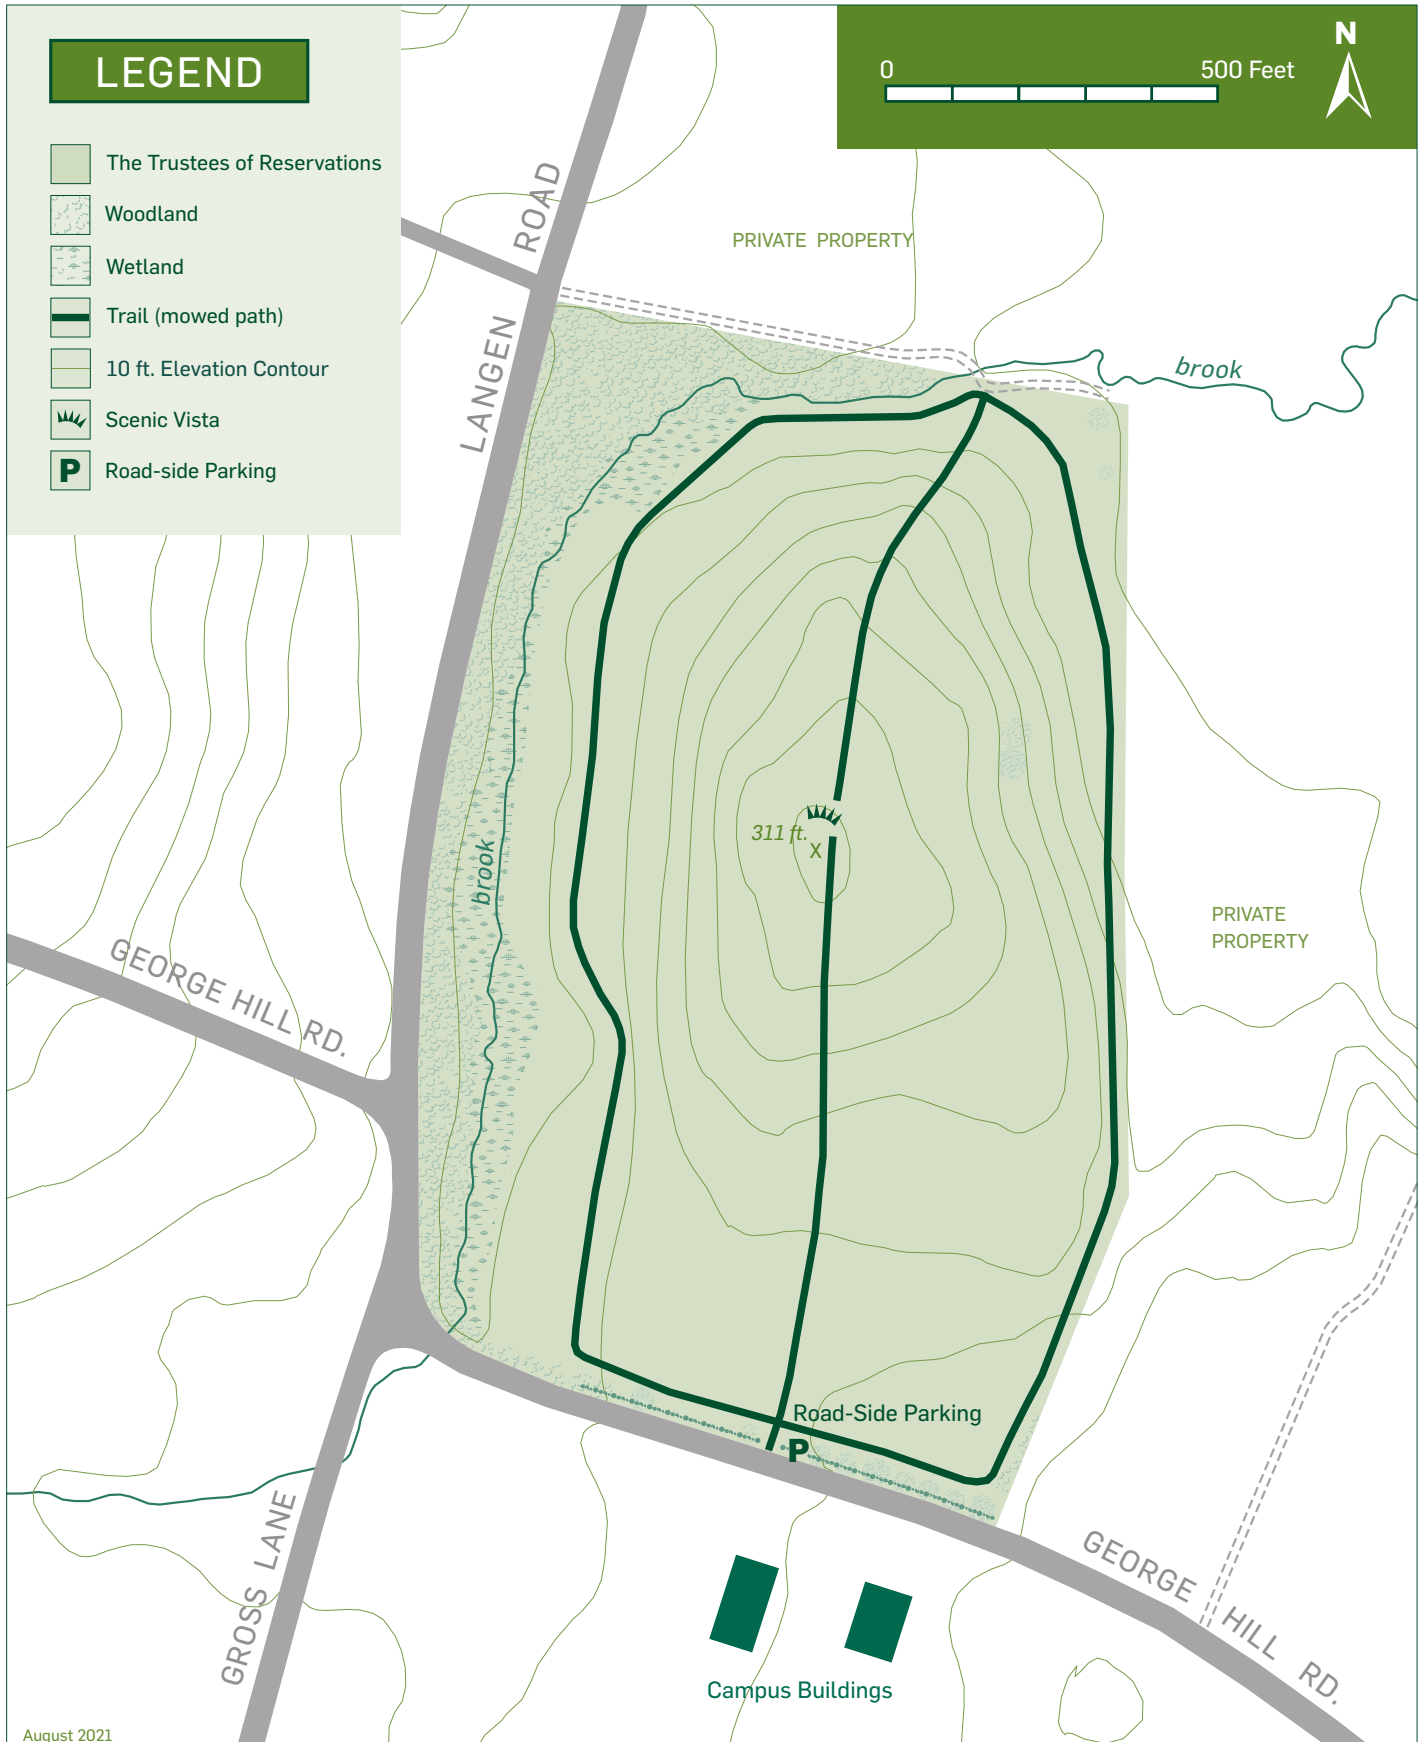 LEGEND
The Trustees of Reservations
Woodland
Wetland
Trail (mowed path)
10 ft. Elevation Contour
Scenic Vista
P
Road-side Parking
0
500 Feet
N
LANGEN ROAD
PRIVATE PROPERTY
brook
311 ft.
X
brook
PRIVATE
PROPERTY
GEORGE HILL RD.
Road-Side Parking
P
GROSS LANE
GEORGE HILL RD.
Campus Buildings
August 2021